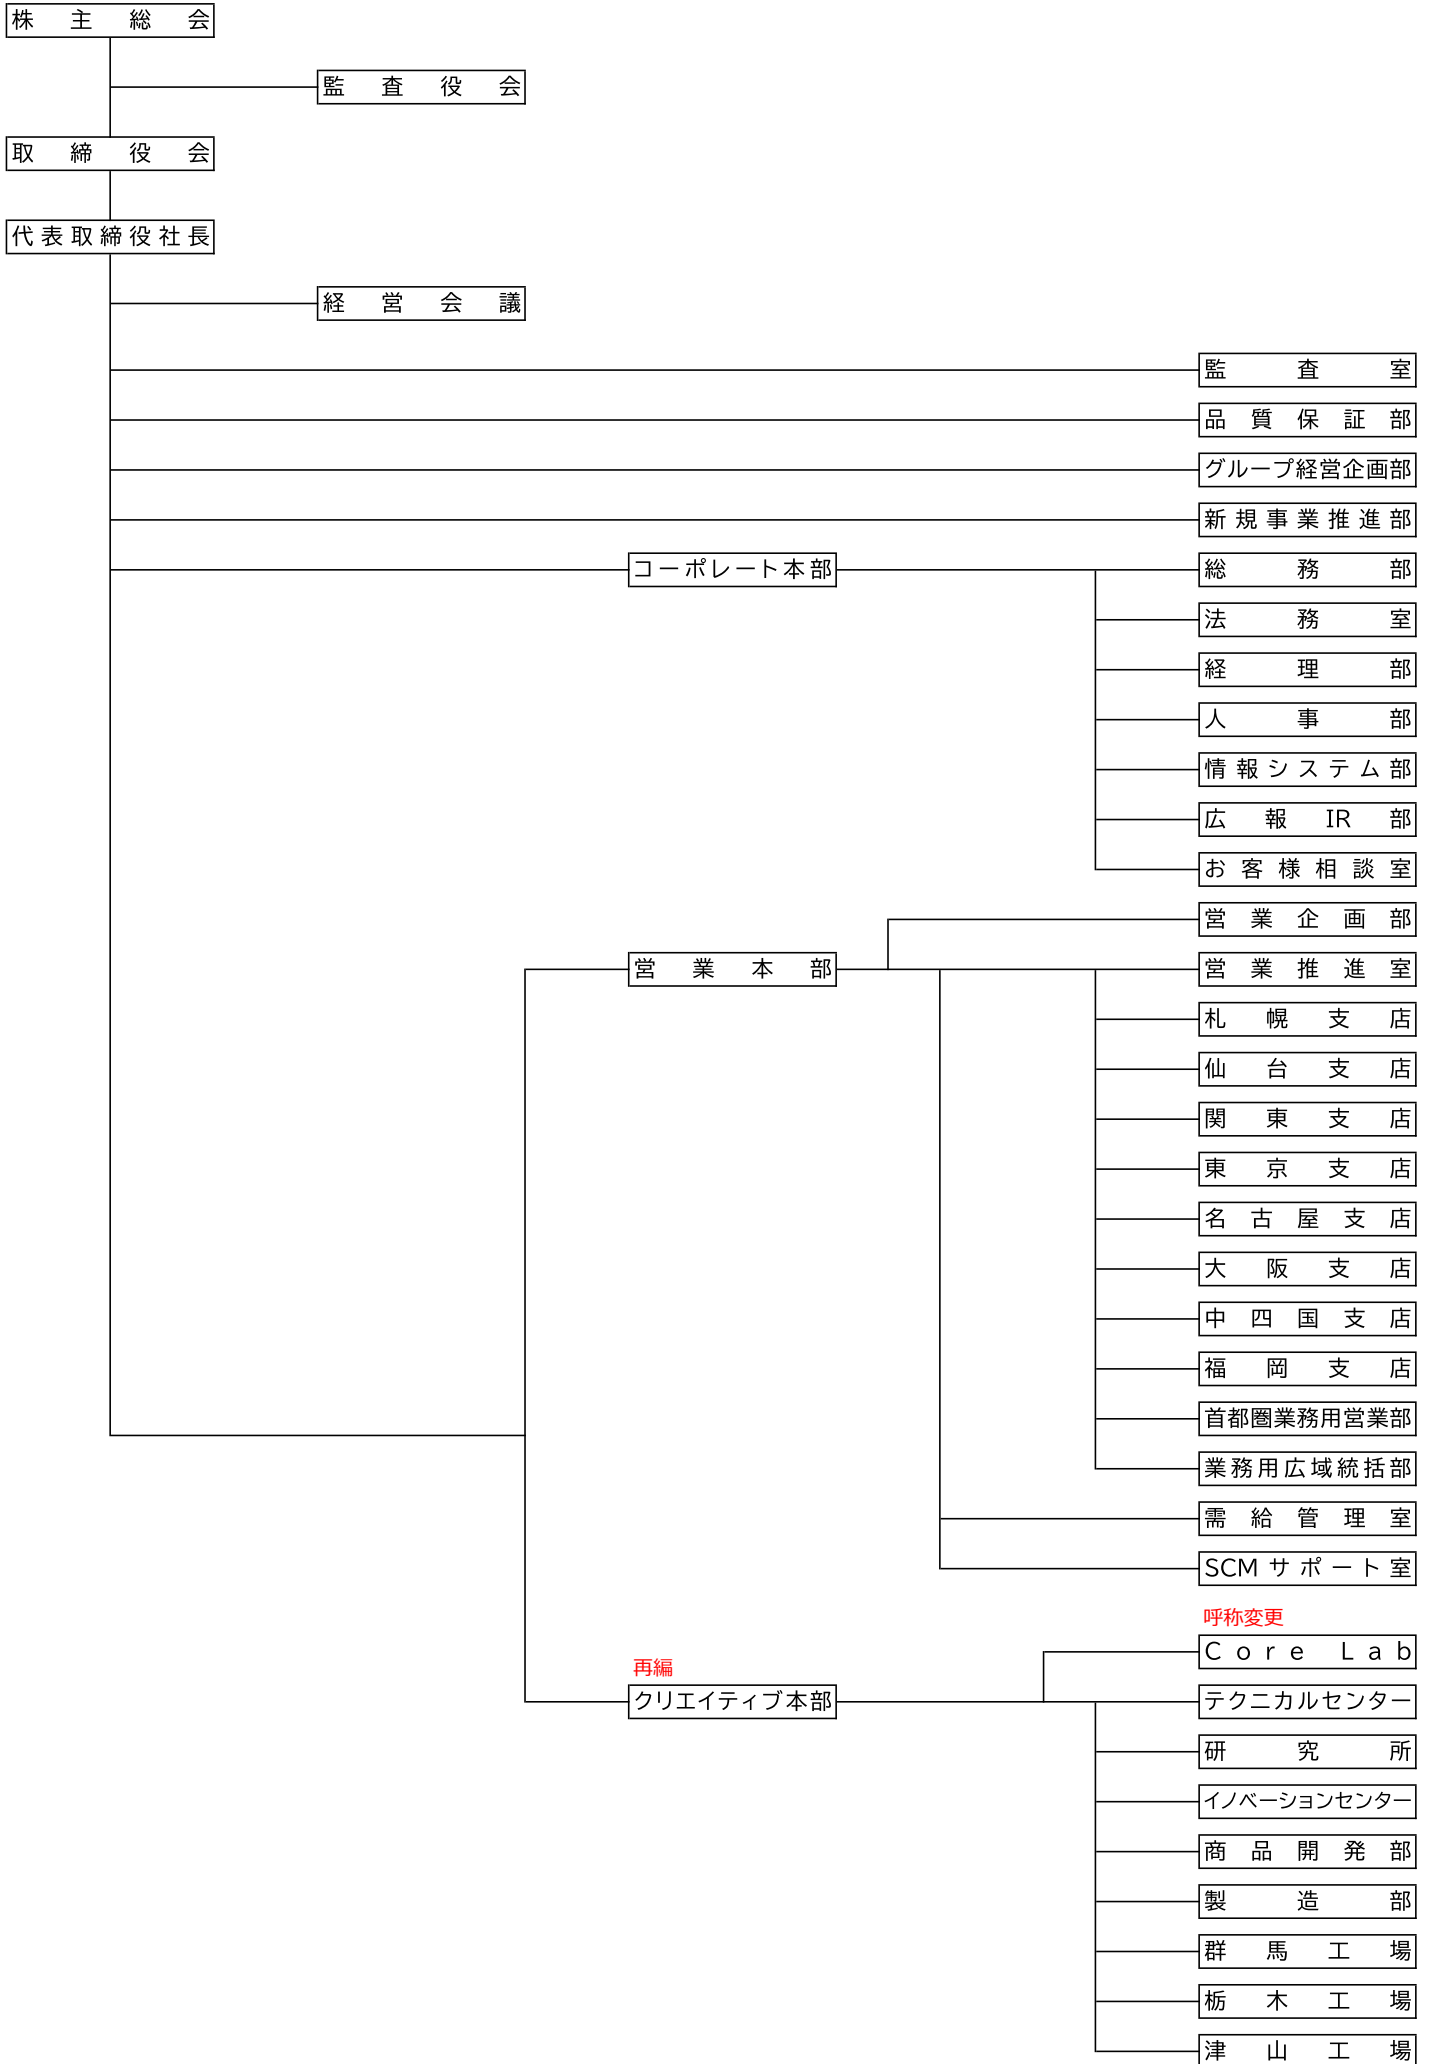 株主総会
監査役会
取締役会
代表取締役社長
経営会議
監査室
品質保証部
グループ経営企画部
新規事業推進部
コーポレート本部
総務部
法務室
経理部
人事部
情報システム部
広報IR部
お客様相談室
営業企画部
営業本部
営業推進室
札幌支店
仙台支店
関東支店
東京支店
名古屋支店
大阪支店
中四国支店
福岡支店
首都圏業務用営業部
業務用広域統括部
需給管理室
SCMサポート室
呼称変更
Core Lab
再編
クリエイティブ本部
テクニカルセンター
研究所
イノベーションセンター
商品開発部
製造部
群馬工場
栃木工場
津山工場